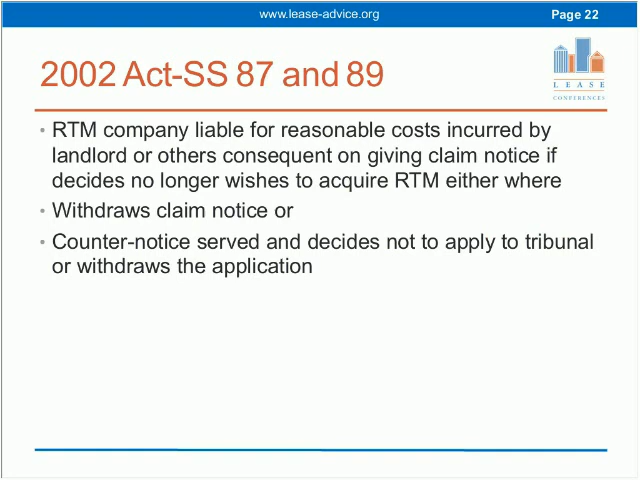 www.lease-advice.org
Page 22
2002 Act-SS 87 and 89
LEASE
CONFERENCES
• RTM company liable for reasonable costs incurred by
landlord or others consequent on giving claim notice if
decides no longer wishes to acquire RTM either where
• Withdraws claim notice or
• Counter-notice served and decides not to apply to tribunal
or withdraws the application